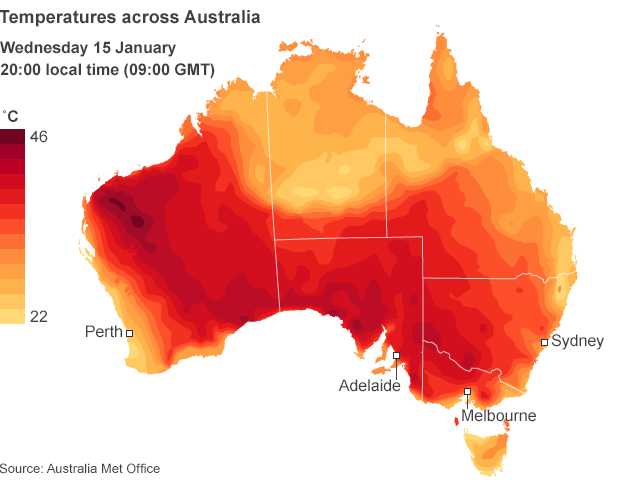 Temperatures across Australia
Wednesday 15 January
20:00 local time (09:00 GMT)
°C
46
22
Perth
Sydney
Adelaide
Melbourne
Source: Australia Met Office